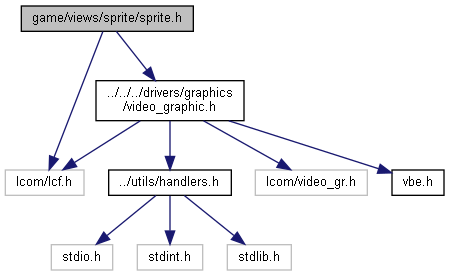 game/views/sprite/sprite.h
../../../drivers/graphics
/video_graphic.h
lcom/lcf.h
../utils/handlers.h
lcom/video_gr.h
vbe.h
stdio.h
stdint.h
stdlib.h